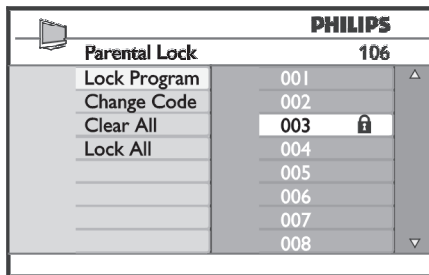 PHILIPS
Parental Lock 106
Lock Program 001
Change Code 002
Clear All 003
Lock All 004
005
006
007
008